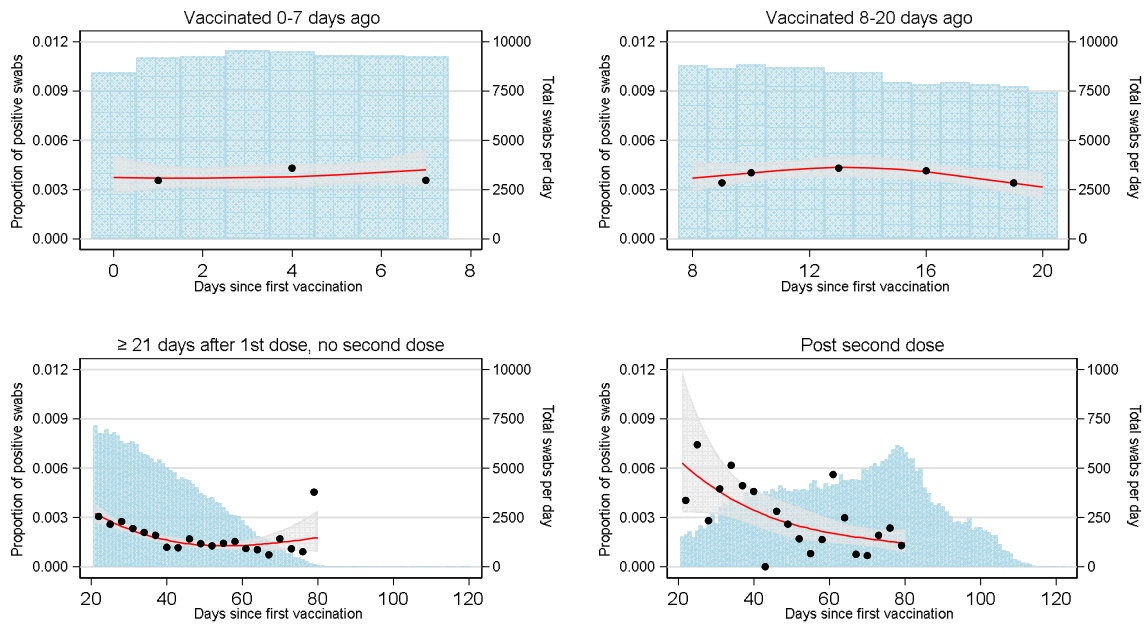 Vaccinated 0-7 days ago
Proportion of positive swabs
0.012
0.009
0.006
0.003
0.000
10000
7500
5000
2500
0
Total swabs per day
0 2 4 6 8
Days since first vaccination
Vaccinated 8-20 days ago
Proportion of positive swabs
0.012
0.009
0.006
0.003
0.000
10000
7500
5000
2500
0
Total swabs per day
8 12 16 20
Days since first vaccination
≥ 21 days after 1st dose, no second dose
Proportion of positive swabs
0.012
0.009
0.006
0.003
0.000
10000
7500
5000
2500
0
Total swabs per day
20 40 60 80 100 120
Days since first vaccination
Post second dose
Proportion of positive swabs
0.012
0.009
0.006
0.003
0.000
1000
750
500
250
0
Total swabs per day
20 40 60 80 100 120
Days since first vaccination